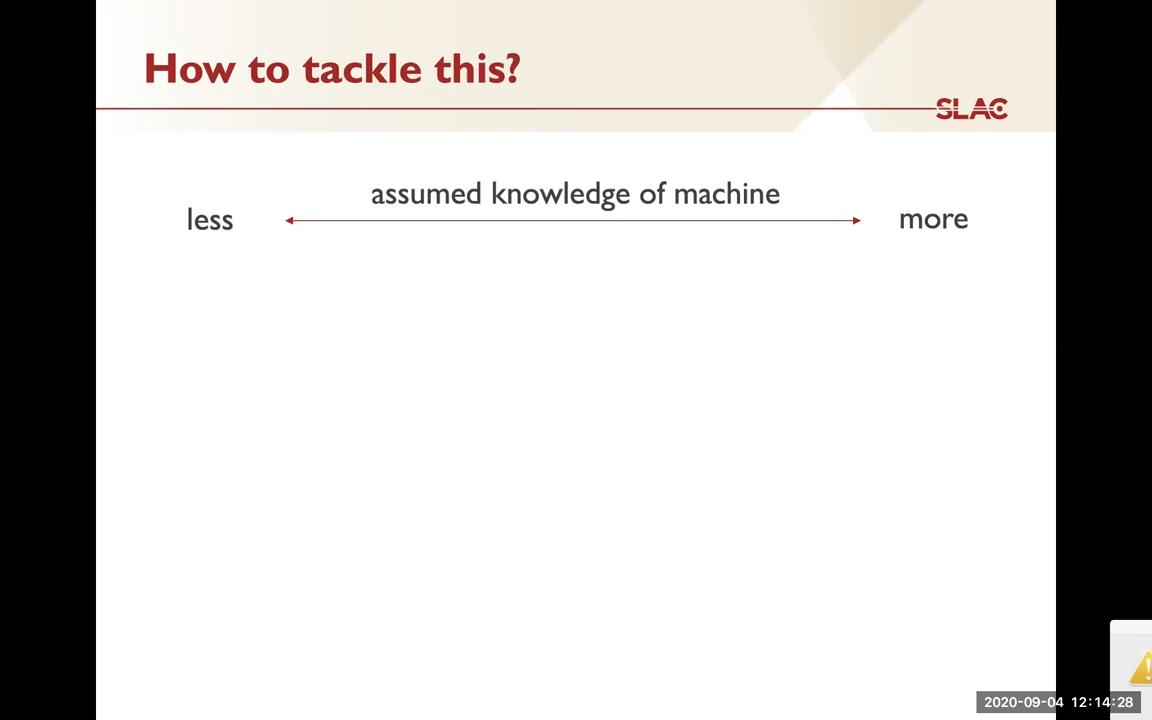 How to tackle this?
SLAC
assumed knowledge of machine
less
more
2020-09-04 12:14:28